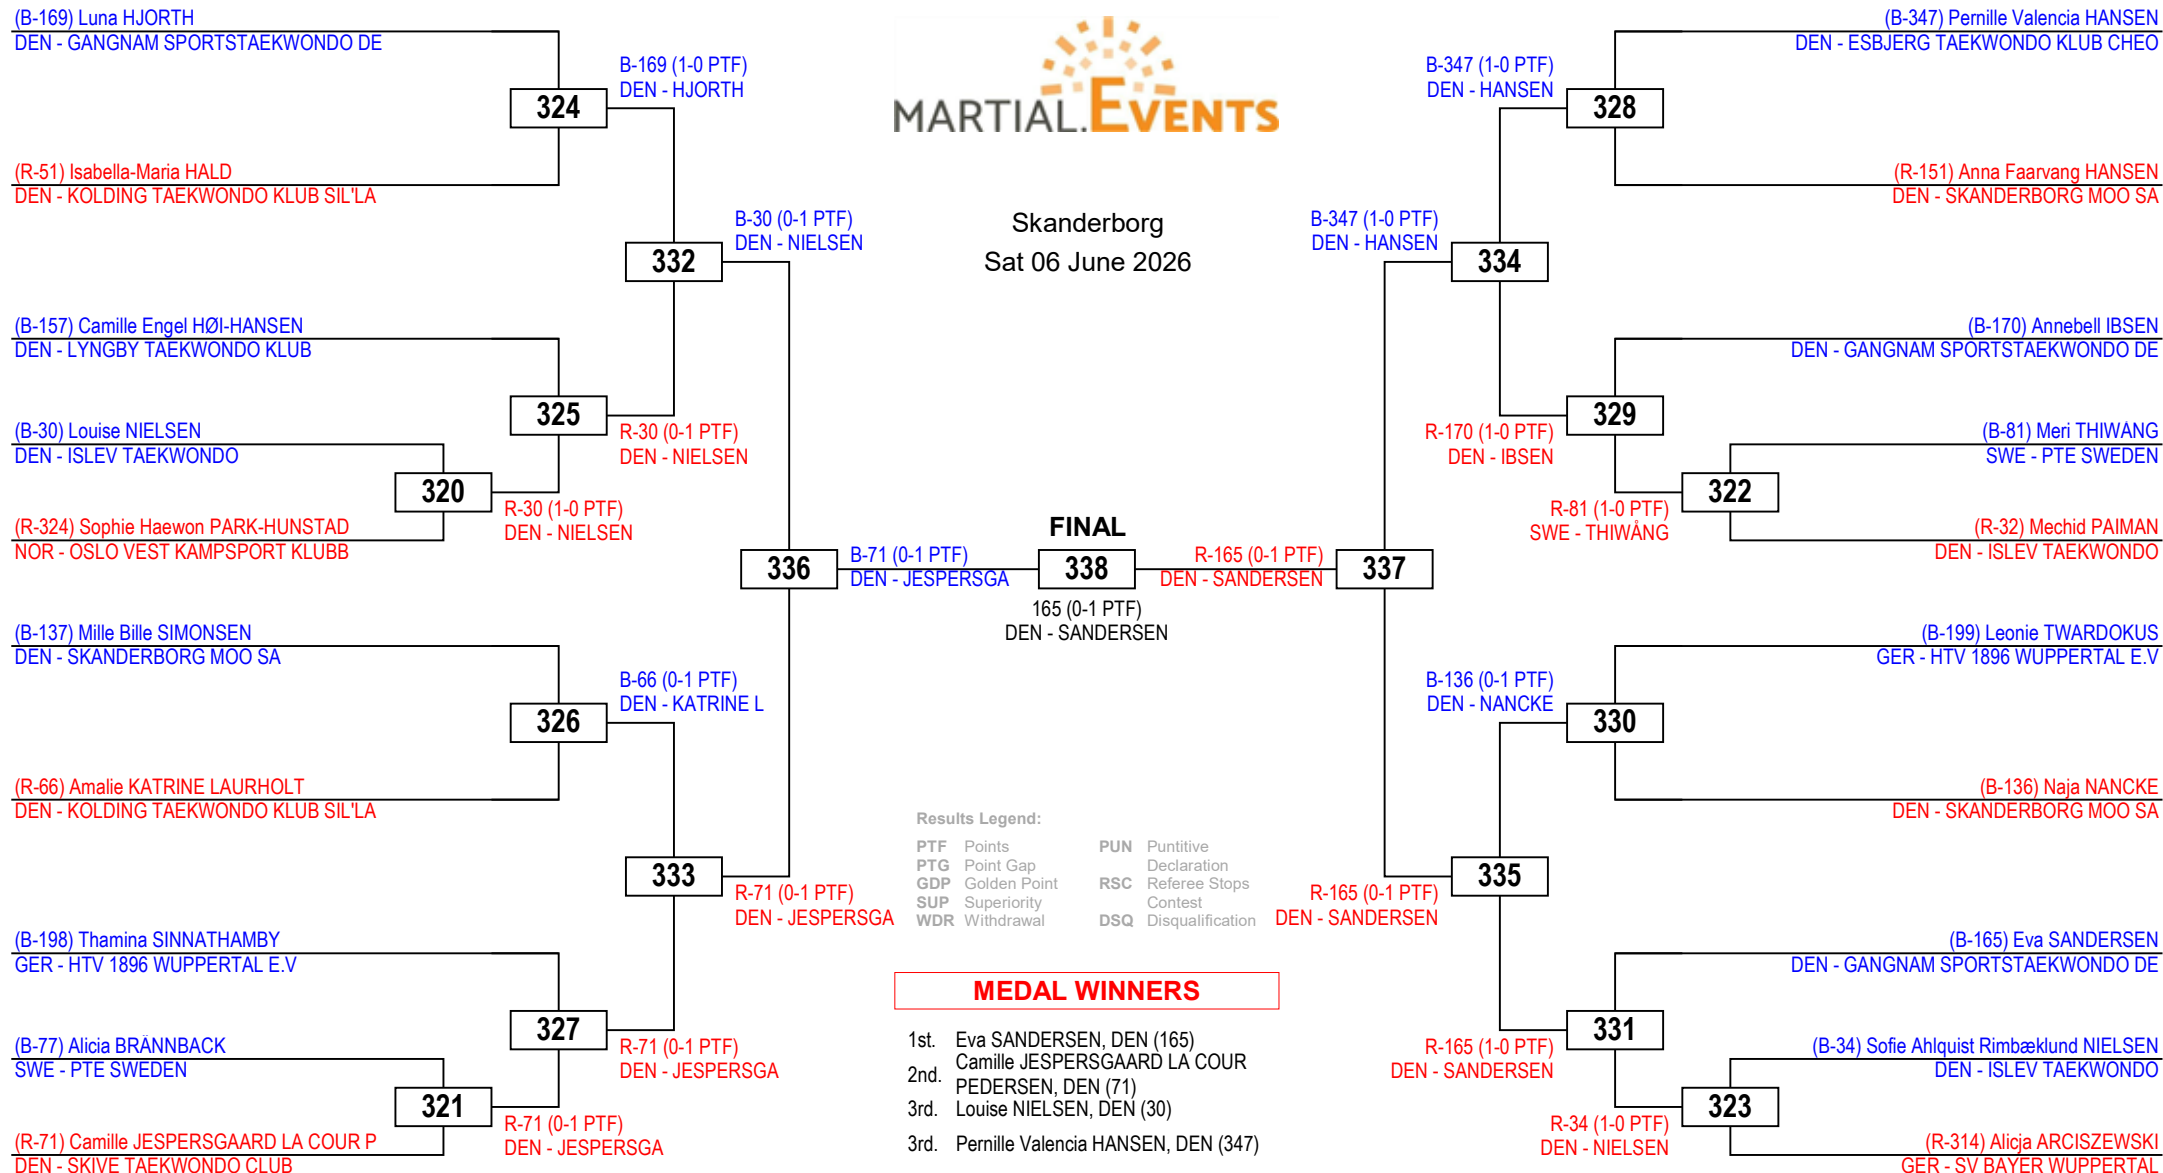 (B-169) Luna HJORTH
DEN - GANGNAM SPORTSTAEKWONDO DE
B-169 (1-0 PTF)
DEN - HJORTH
324
(R-51) Isabella-Maria HALD
DEN - KOLDING TAEKWONDO KLUB SIL'LA
B-30 (0-1 PTF)
DEN - NIELSEN
332
(B-157) Camille Engel HØI-HANSEN
DEN - LYNGBY TAEKWONDO KLUB
325
R-30 (0-1 PTF)
DEN - NIELSEN
(B-30) Louise NIELSEN
DEN - ISLEV TAEKWONDO
320
R-30 (1-0 PTF)
DEN - NIELSEN
(R-324) Sophie Haewon PARK-HUNSTAD
NOR - OSLO VEST KAMPSPORT KLUBB
336
B-71 (0-1 PTF)
DEN - JESPERSGA
(B-137) Mille Bille SIMONSEN
DEN - SKANDERBORG MOO SA
B-66 (0-1 PTF)
DEN - KATRINE L
326
(R-66) Amalie KATRINE LAURHOLT
DEN - KOLDING TAEKWONDO KLUB SIL'LA
333
R-71 (0-1 PTF)
DEN - JESPERSGA
(B-198) Thamina SINNATHAMBY
GER - HTV 1896 WUPPERTAL E.V
327
R-71 (0-1 PTF)
DEN - JESPERSGA
(B-77) Alicia BRÄNNBACK
SWE - PTE SWEDEN
321
R-71 (0-1 PTF)
DEN - JESPERSGA
(R-71) Camille JESPERSGAARD LA COUR P
DEN - SKIVE TAEKWONDO CLUB
MARTIAL.EVENTS
Skanderborg
Sat 06 June 2026
FINAL
338
165 (0-1 PTF)
DEN - SANDERSEN
Results Legend:
PTF Points
PTG Point Gap
GDP Golden Point
SUP Superiority
WDR Withdrawal
PUN Puntitive
Declaration
RSC Referee Stops
Contest
DSQ Disqualification
MEDAL WINNERS
1st. Eva SANDERSEN, DEN (165)
2nd. Camille JESPERSGAARD LA COUR
PEDERSEN, DEN (71)
3rd. Louise NIELSEN, DEN (30)
3rd. Pernille Valencia HANSEN, DEN (347)
(B-347) Pernille Valencia HANSEN
DEN - ESBJERG TAEKWONDO KLUB CHEO
B-347 (1-0 PTF)
DEN - HANSEN
328
(R-151) Anna Faarvang HANSEN
DEN - SKANDERBORG MOO SA
B-347 (1-0 PTF)
DEN - HANSEN
334
(B-170) Annebell IBSEN
DEN - GANGNAM SPORTSTAEKWONDO DE
329
R-170 (1-0 PTF)
DEN - IBSEN
(B-81) Meri THIWÅNG
SWE - PTE SWEDEN
322
R-81 (1-0 PTF)
SWE - THIWÅNG
(R-32) Mechid PAIMAN
DEN - ISLEV TAEKWONDO
R-165 (0-1 PTF)
DEN - SANDERSEN
337
(B-199) Leonie TWARDOKUS
GER - HTV 1896 WUPPERTAL E.V
B-136 (0-1 PTF)
DEN - NANCKE
330
(B-136) Naja NANCKE
DEN - SKANDERBORG MOO SA
335
R-165 (0-1 PTF)
DEN - SANDERSEN
(B-165) Eva SANDERSEN
DEN - GANGNAM SPORTSTAEKWONDO DE
331
R-165 (1-0 PTF)
DEN - SANDERSEN
(B-34) Sofie Ahlquist Rimbæklund NIELSEN
DEN - ISLEV TAEKWONDO
323
R-34 (1-0 PTF)
DEN - NIELSEN
(R-314) Alicja ARCISZEWSKI
GER - SV BAYER WUPPERTAL